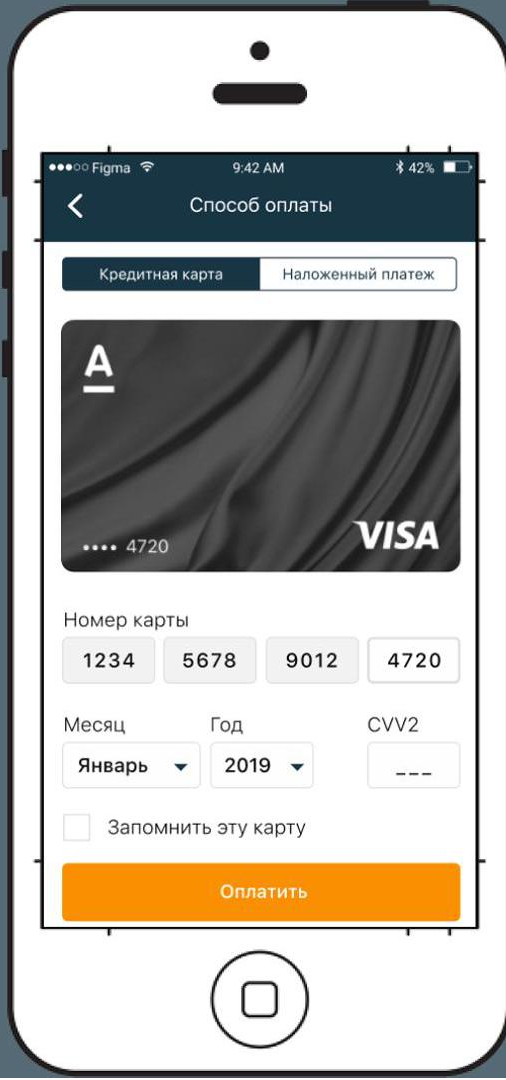 Figma 9:42 AM 42%
Способ оплаты
Кредитная карта Наложенный платеж
А
•••• 4720
VISA
Номер карты
1234 5678 9012 4720
Месяц Год CVV2
Январь 2019 ___
Запомнить эту карту
Оплатить